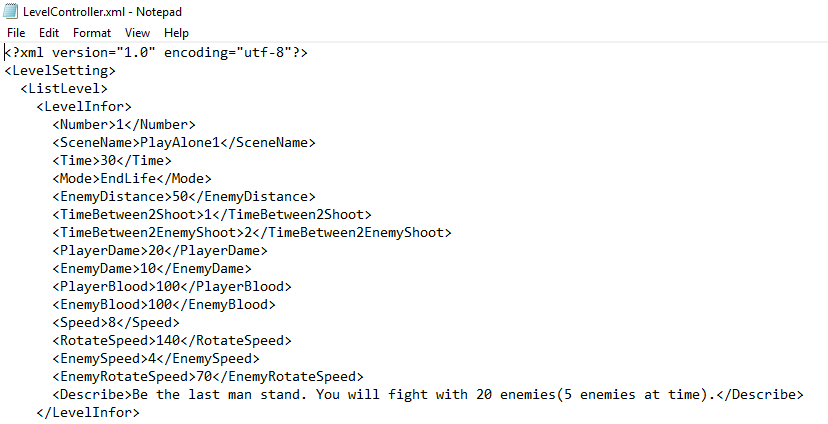 LevelController.xml - Notepad
File Edit Format View Help
<?xml version="1.0" encoding="utf-8"?>
<LevelSetting>
<ListLevel>
<LevelInfor>
<Number>1</Number>
<SceneName>PlayAlone1</SceneName>
<Time>30</Time>
<Mode>EndLife</Mode>
<EnemyDistance>50</EnemyDistance>
<TimeBetween2Shoot>1</TimeBetween2Shoot>
<TimeBetween2EnemyShoot>2</TimeBetween2EnemyShoot>
<PlayerDame>20</PlayerDame>
<EnemyDame>10</EnemyDame>
<PlayerBlood>100</PlayerBlood>
<EnemyBlood>100</EnemyBlood>
<Speed>8</Speed>
<RotateSpeed>140</RotateSpeed>
<EnemySpeed>4</EnemySpeed>
<EnemyRotateSpeed>70</EnemyRotateSpeed>
<Describe>Be the last man stand. You will fight with 20 enemies(5 enemies at time).</Describe>
</LevelInfor>